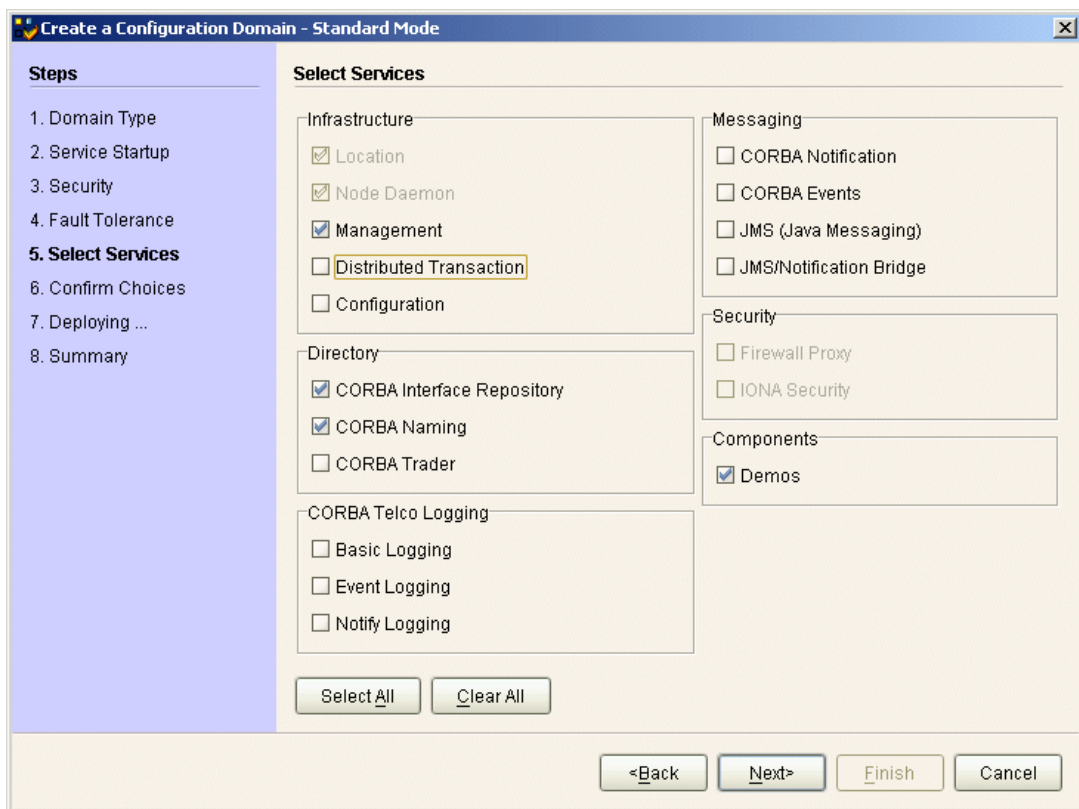 Create a Configuration Domain - Standard Mode
Steps
1. Domain Type
2. Service Startup
3. Security
4. Fault Tolerance
5. Select Services
6. Confirm Choices
7. Deploying ...
8. Summary
Select Services
Infrastructure
Location
Node Daemon
Management
Distributed Transaction
Configuration
Directory
CORBA Interface Repository
CORBA Naming
CORBA Trader
CORBA Telco Logging
Basic Logging
Event Logging
Notify Logging
Messaging
CORBA Notification
CORBA Events
JMS (Java Messaging)
JMS/Notification Bridge
Security
Firewall Proxy
IONA Security
Components
Demos
Select All
Clear All
<Back
Next>
Finish
Cancel